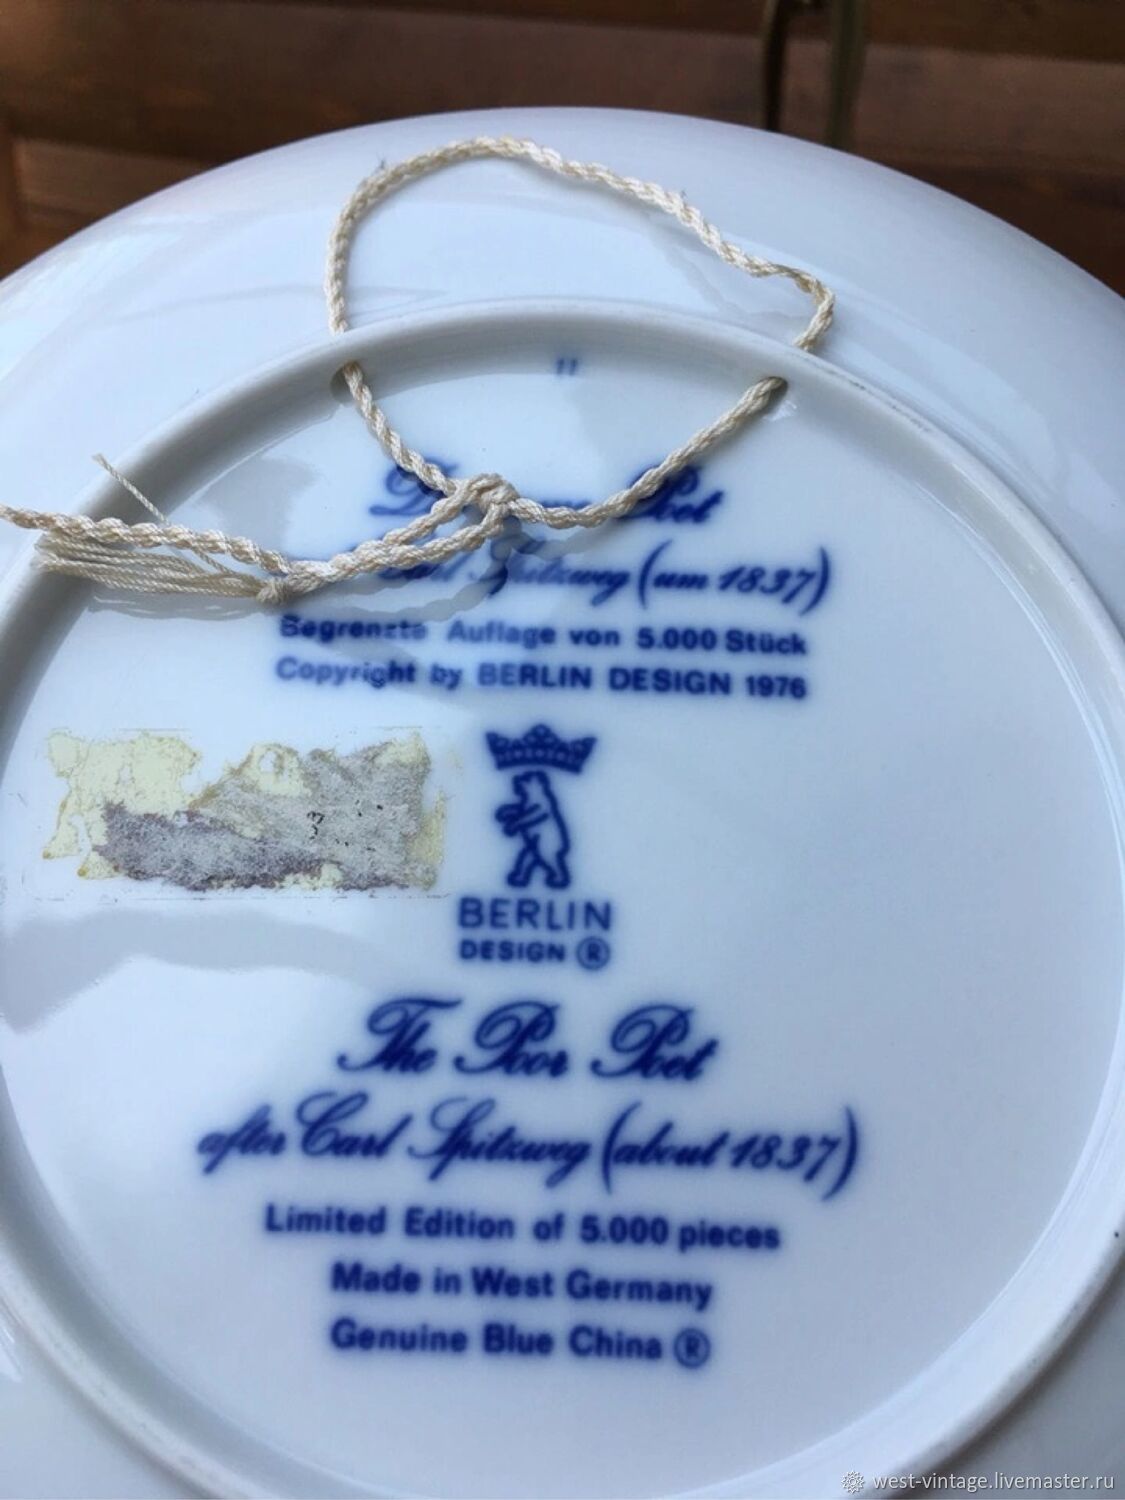 11
Poet
Carl Spitzweg (um 1837)
Begrenzte Auflage von 5.000 Stück
Copyright by BERLIN DESIGN 1976
BERLIN
DESIGN ®
The Poor Poet
after Carl Spitzweg (about 1837)
Limited Edition of 5.000 pieces
Made in West Germany
Genuine Blue China ®
west-vintage.livemaster.ru